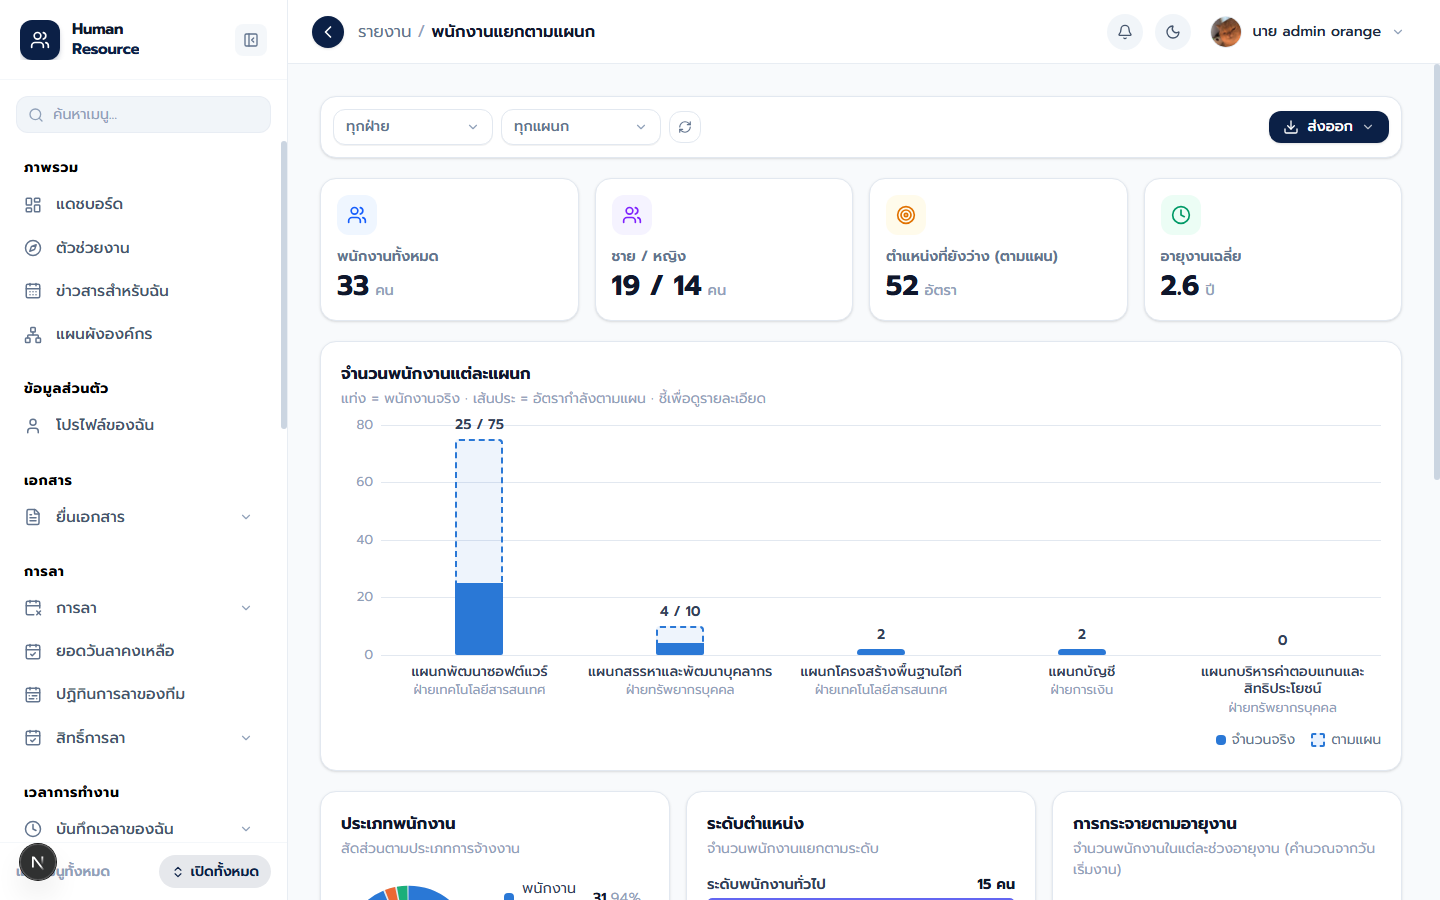 Human
Resource
รายงาน / พนักงานแยกตามแผนก
นาย admin orange
ค้นหาเมนู...
ทุกฝ่าย
ทุกแผนก
ส่งออก
ภาพรวม
แดชบอร์ด
ตัวช่วยงาน
ข่าวสารสำหรับฉัน
แผนผังองค์กร
ข้อมูลส่วนตัว
โปรไฟล์ของฉัน
เอกสาร
ยื่นเอกสาร
การลา
การลา
ยอดวันลาคงเหลือ
ปฏิทินการลาของทีม
สิทธิ์การลา
เวลาการทำงาน
บันทึกเวลาของฉัน
N
นูทั้งหมด
เปิดทั้งหมด
พนักงานทั้งหมด
33 คน
ชาย / หญิง
19 / 14 คน
ตำแหน่งที่ยังว่าง (ตามแผน)
52 อัตรา
อายุงานเฉลี่ย
2.6 ปี
จำนวนพนักงานแต่ละแผนก
แท่ง = พนักงานจริง · เส้นประ = อัตรากำลังตามแผน · ชี้เพื่อดูรายละเอียด
80
60
40
20
0
25 / 75
4 / 10
2
2
0
แผนกพัฒนาซอฟต์แวร์
ฝ่ายเทคโนโลยีสารสนเทศ
แผนกสรรหาและพัฒนาบุคลากร
ฝ่ายทรัพยากรบุคคล
แผนกโครงสร้างพื้นฐานไอที
ฝ่ายเทคโนโลยีสารสนเทศ
แผนกบัญชี
ฝ่ายการเงิน
แผนกบริหารค่าตอบแทนและ
สิทธิประโยชน์
ฝ่ายทรัพยากรบุคคล
จำนวนจริง
ตามแผน
ประเภทพนักงาน
สัดส่วนตามประเภทการจ้างงาน
พนักงาน
31 94%
ระดับตำแหน่ง
จำนวนพนักงานแยกตามระดับ
ระดับพนักงานทั่วไป
15 คน
การกระจายตามอายุงาน
จำนวนพนักงานในแต่ละช่วงอายุงาน (คำนวณจากวัน
เริ่มงาน)